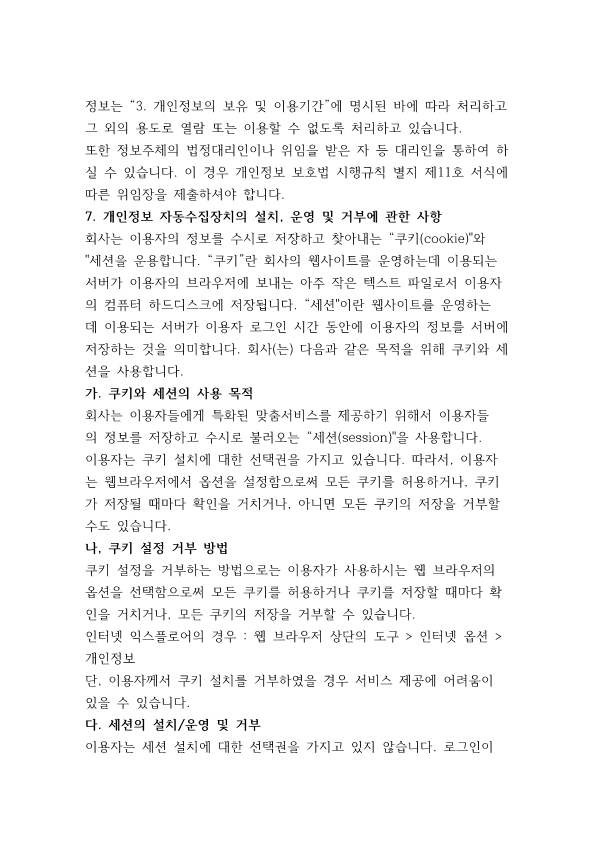 정보는 “3. 개인정보의 보유 및 이용기간”에 명시된 바에 따라 처리하고
그 외의 용도로 열람 또는 이용할 수 없도록 처리하고 있습니다.
또한 정보주체의 법정대리인이나 위임을 받은 자 등 대리인을 통하여 하
실 수 있습니다. 이 경우 개인정보 보호법 시행규칙 별지 제11호 서식에
따른 위임장을 제출하셔야 합니다.
7. 개인정보 자동수집장치의 설치, 운영 및 거부에 관한 사항
회사는 이용자의 정보를 수시로 저장하고 찾아내는 “쿠키(cookie)"와
"세션을 운용합니다. “쿠키”란 회사의 웹사이트를 운영하는데 이용되는
서버가 이용자의 브라우저에 보내는 아주 작은 텍스트 파일로서 이용자
의 컴퓨터 하드디스크에 저장됩니다. “세션"이란 웹사이트를 운영하는
데 이용되는 서버가 이용자 로그인 시간 동안에 이용자의 정보를 서버에
저장하는 것을 의미합니다. 회사(는) 다음과 같은 목적을 위해 쿠키와 세
션을 사용합니다.
가. 쿠키와 세션의 사용 목적
회사는 이용자들에게 특화된 맞춤서비스를 제공하기 위해서 이용자들
의 정보를 저장하고 수시로 불러오는 “세션(session)"을 사용합니다.
이용자는 쿠키 설치에 대한 선택권을 가지고 있습니다. 따라서, 이용자
는 웹브라우저에서 옵션을 설정함으로써 모든 쿠키를 허용하거나, 쿠키
가 저장될 때마다 확인을 거치거나, 아니면 모든 쿠키의 저장을 거부할
수도 있습니다.
나, 쿠키 설정 거부 방법
쿠키 설정을 거부하는 방법으로는 이용자가 사용하시는 웹 브라우저의
옵션을 선택함으로써 모든 쿠키를 허용하거나 쿠키를 저장할 때마다 확
인을 거치거나, 모든 쿠키의 저장을 거부할 수 있습니다.
인터넷 익스플로어의 경우 : 웹 브라우저 상단의 도구 > 인터넷 옵션 >
개인정보
단, 이용자께서 쿠키 설치를 거부하였을 경우 서비스 제공에 어려움이
있을 수 있습니다.
다. 세션의 설치/운영 및 거부
이용자는 세션 설치에 대한 선택권을 가지고 있지 않습니다. 로그인이